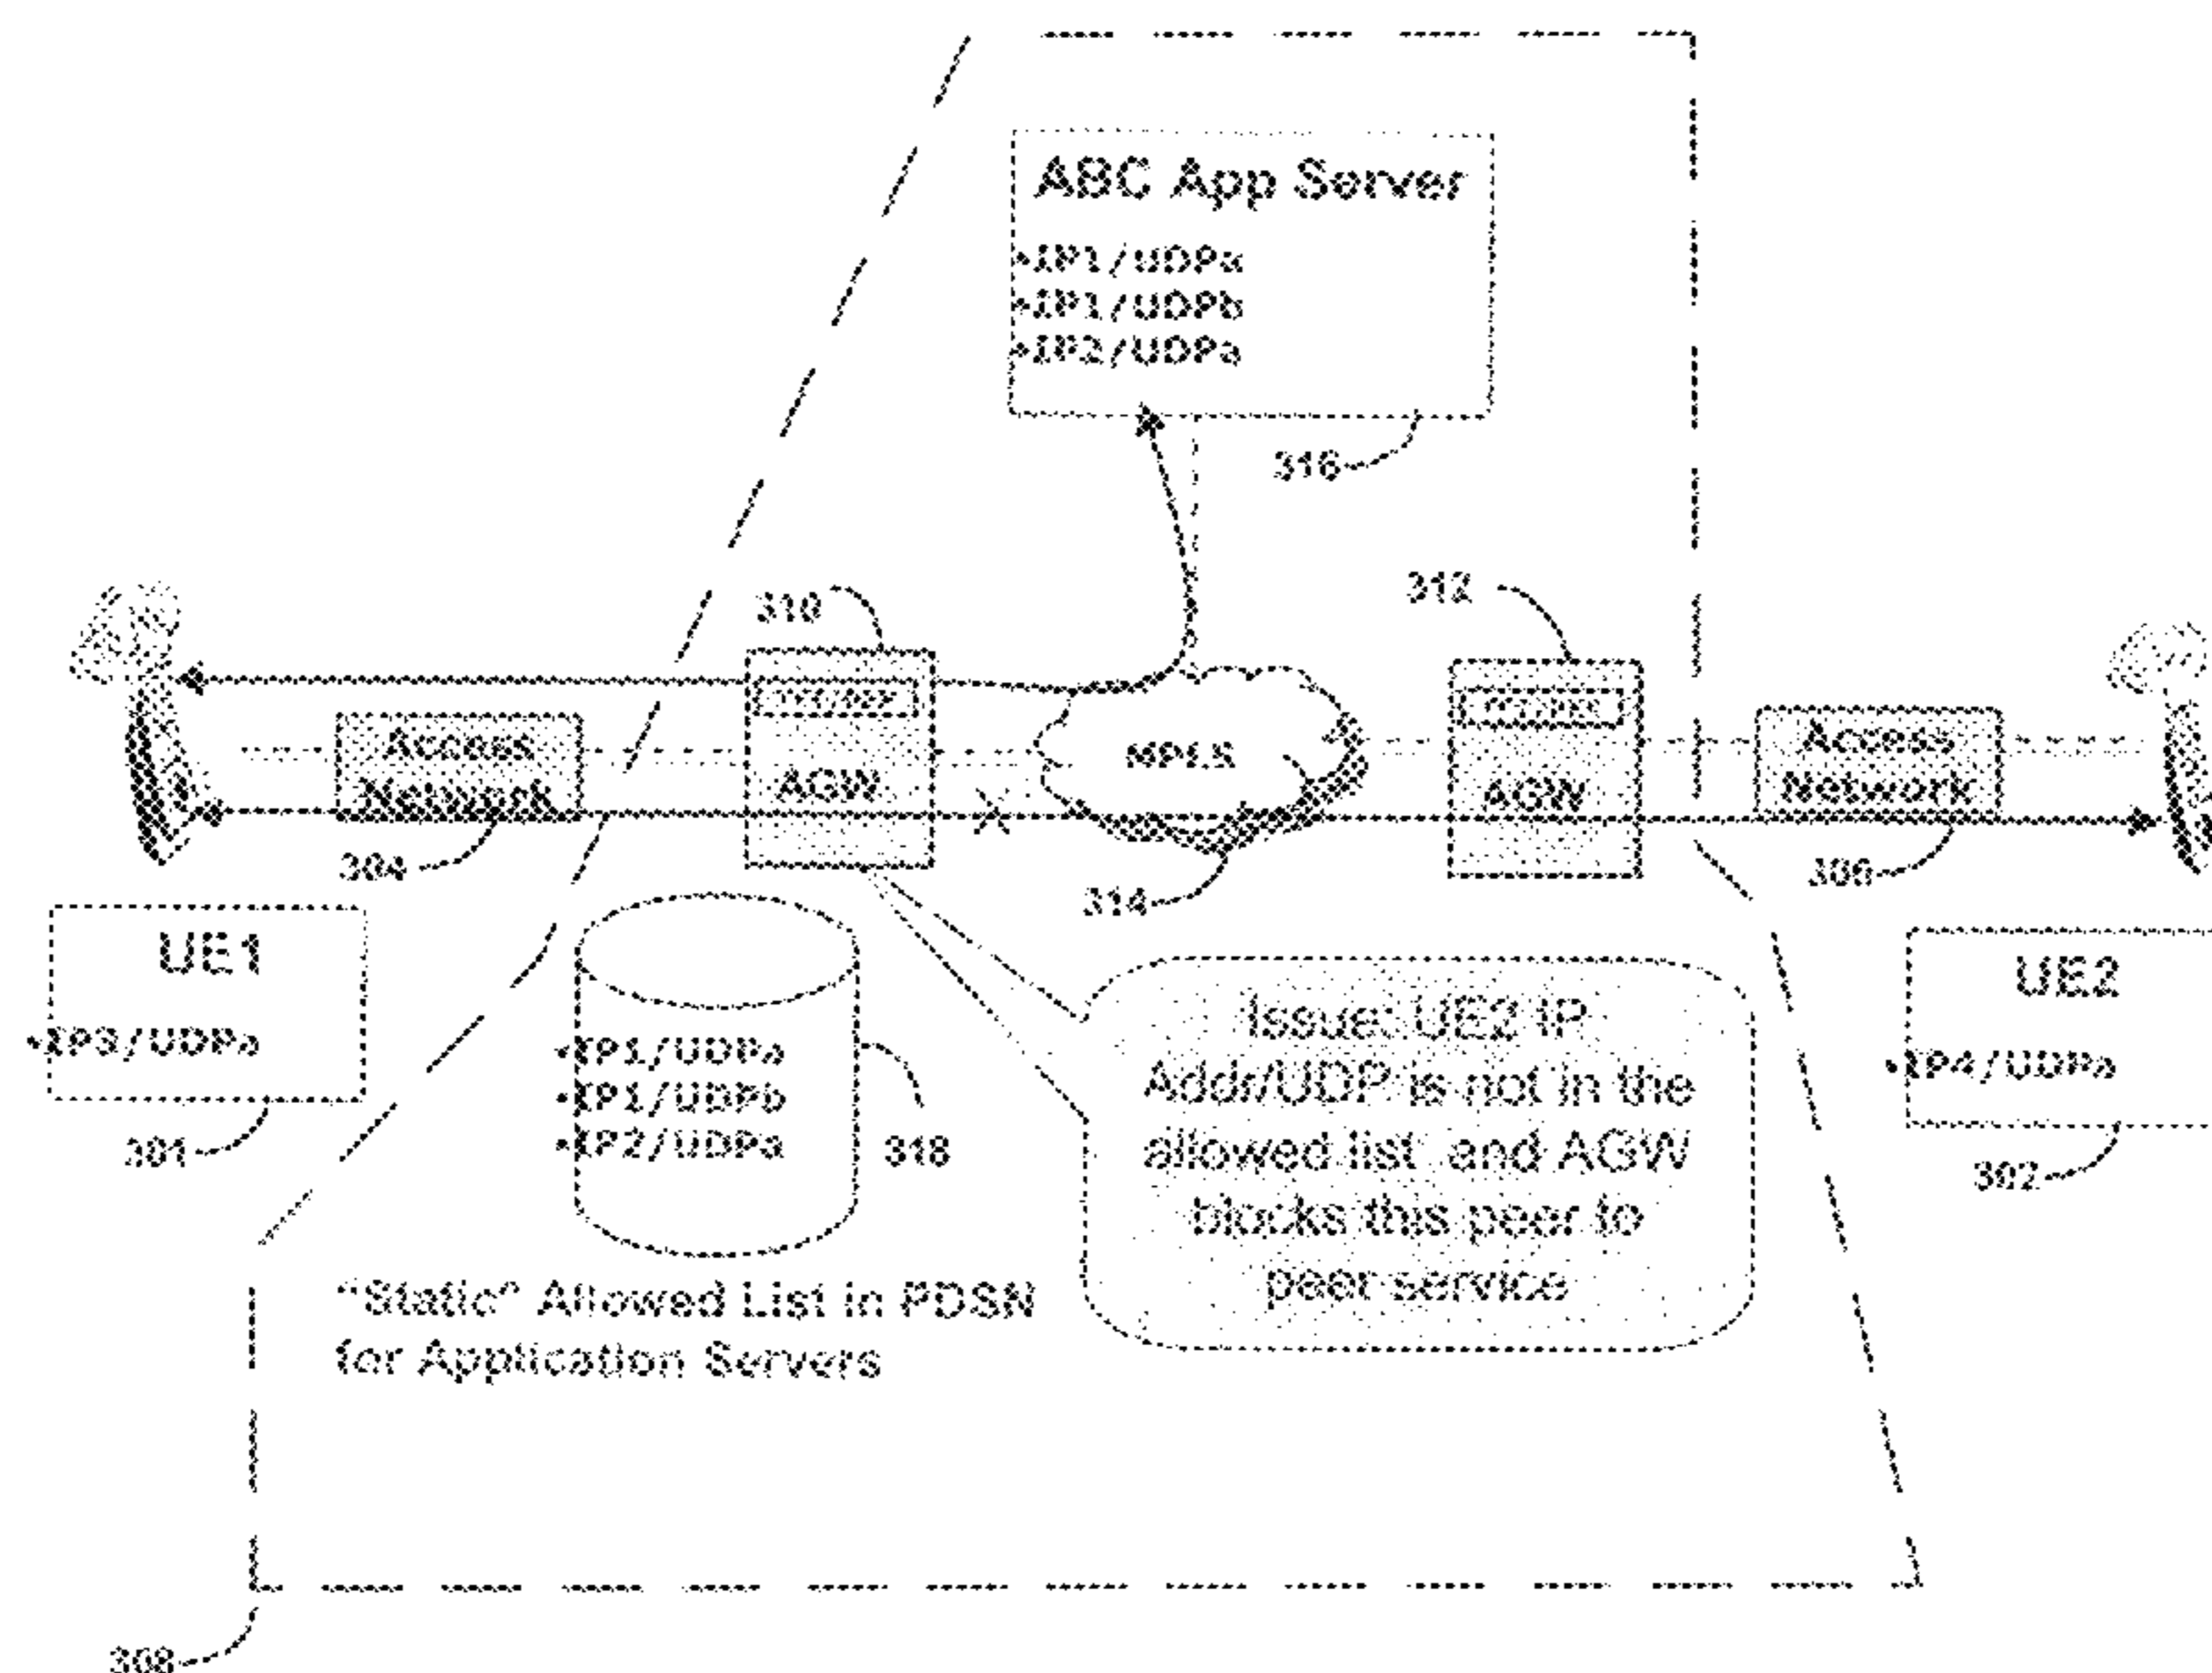 ABC App Server
•IP1/UDPa
•IP1/UDPb
•IP2/UDPa
316
310
312
Access
Network
AGW
MPLS
AGW
Access
Network
304
314
306
UE1
•IP3/UDPa
301
•IP1/UDPa
•IP1/UDPb
•IP2/UDPa
318
"Static" Allowed List in PDSN
for Application Servers
Issue: UE2 IP
Addr/UDP is not in the
allowed list and AGW
blocks this peer to
peer service
UE2
•IP4/UDPa
302
308